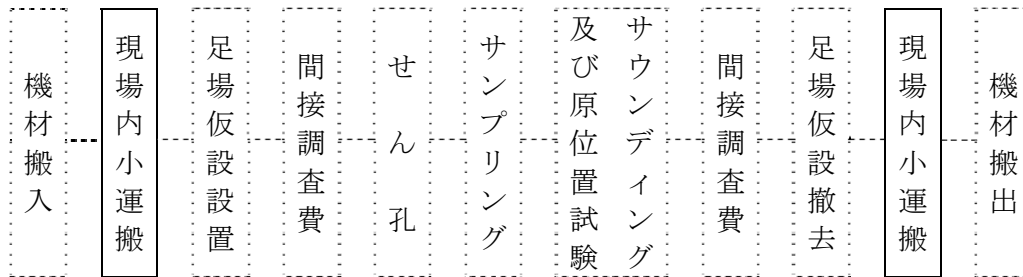 機材搬入
現場内小運搬
足場仮設設置
間接調査費
せん孔
サンプリング
サウンディング
及び原位置試験
間接調査費
足場仮設撤去
現場内小運搬
機材搬出